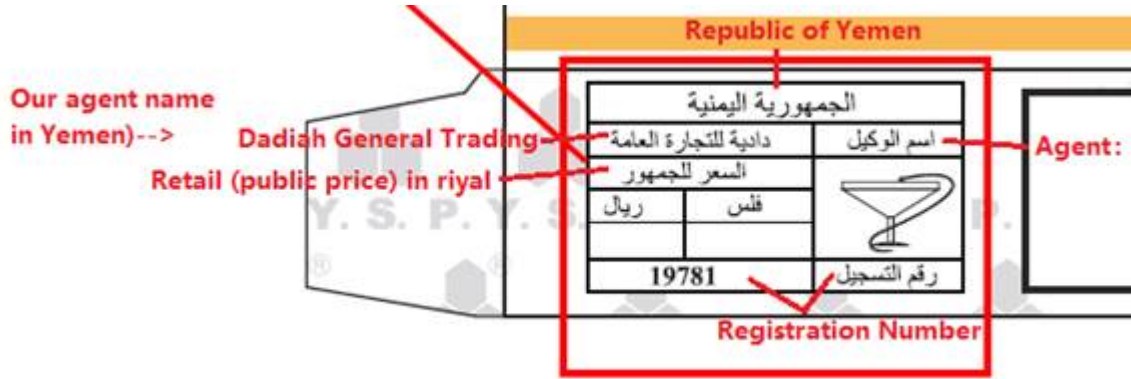 Republic of Yemen
الجمهورية اليمنية
Our agent name
in Yemen)-->
Dadiah General Trading
دادية للتجارة العامة
اسم الوكيل
Agent:
Retail (public price) in riyal
السعر للجمهور
ريال
فلس
Y. S. P. Y. S. P.
19781
رقم التسجيل
Registration Number